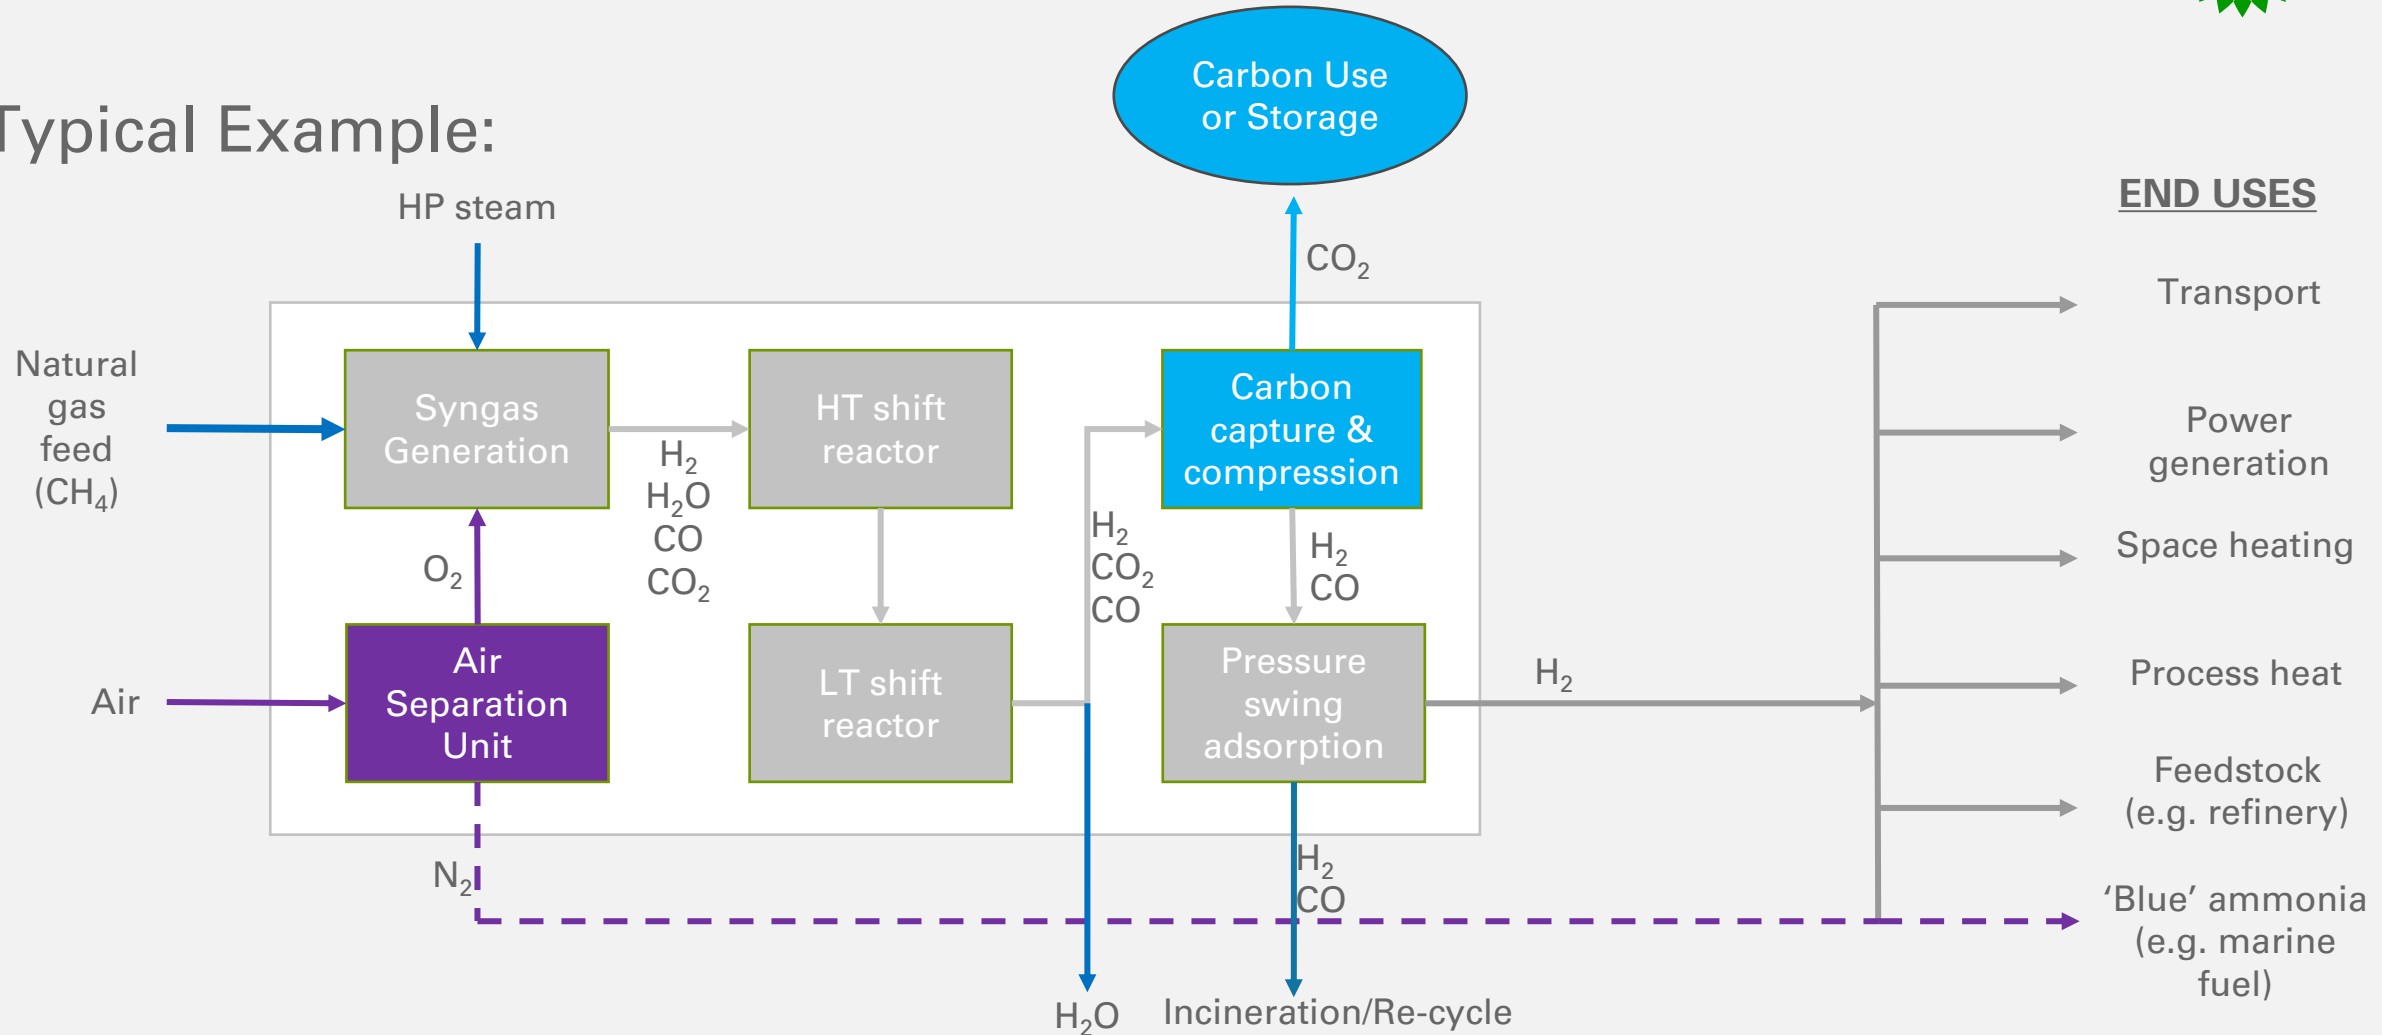 Typical Example:
Carbon Use
or Storage
HP steam
CO₂
END USES
Natural
gas
feed
(CH₄)
Syngas
Generation
H₂
H₂O
CO
CO₂
HT shift
reactor
H₂
CO₂
CO
Carbon
capture &
compression
H₂
CO
O₂
Air
Air
Separation
Unit
LT shift
reactor
Pressure
swing
adsorption
H₂
N₂
H₂
CO
H₂O
Incineration/Re-cycle
Transport
Power
generation
Space heating
Process heat
Feedstock
(e.g. refinery)
‘Blue’ ammonia
(e.g. marine
fuel)